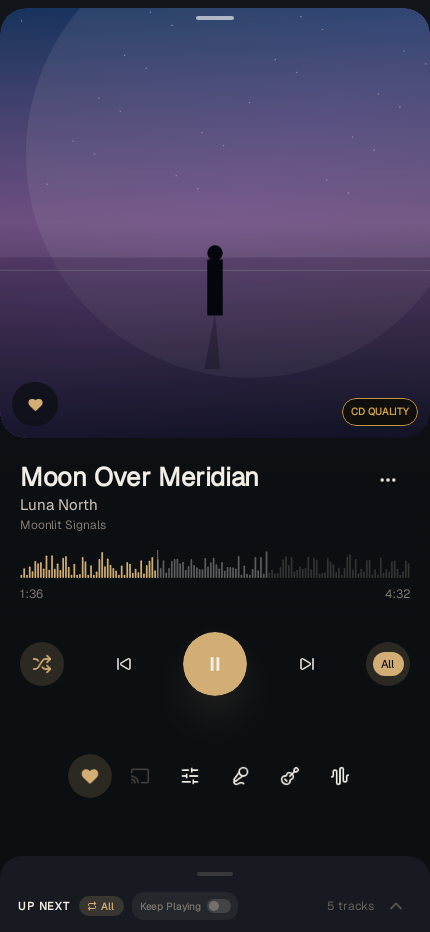 CD QUALITY
Moon Over Meridian
Luna North
Moonlit Signals
1:36 4:32
All
UP NEXT All Keep Playing 5 tracks